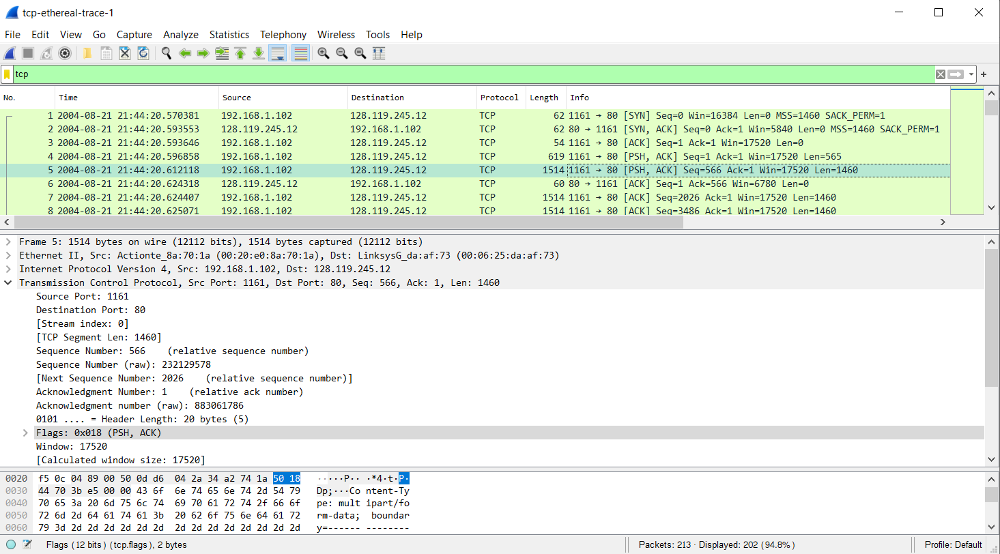 tcp-ethereal-trace-1
File Edit View Go Capture Analyze Statistics Telephony Wireless Tools Help
tcp
No. Time Source Destination Protocol Length Info
1 2004-08-21 21:44:20.570381 192.168.1.102 128.119.245.12 TCP 62 1161 → 80 [SYN] Seq=0 Win=16384 Len=0 MSS=1460 SACK_PERM=1
2 2004-08-21 21:44:20.593553 128.119.245.12 192.168.1.102 TCP 62 80 → 1161 [SYN, ACK] Seq=0 Ack=1 Win=5840 Len=0 MSS=1460 SACK_PERM=1
3 2004-08-21 21:44:20.593646 192.168.1.102 128.119.245.12 TCP 54 1161 → 80 [ACK] Seq=1 Ack=1 Win=17520 Len=0
4 2004-08-21 21:44:20.596858 192.168.1.102 128.119.245.12 TCP 619 1161 → 80 [PSH, ACK] Seq=1 Ack=1 Win=17520 Len=565
5 2004-08-21 21:44:20.612118 192.168.1.102 128.119.245.12 TCP 1514 1161 → 80 [PSH, ACK] Seq=566 Ack=1 Win=17520 Len=1460
6 2004-08-21 21:44:20.624318 128.119.245.12 192.168.1.102 TCP 60 80 → 1161 [ACK] Seq=1 Ack=566 Win=6780 Len=0
7 2004-08-21 21:44:20.624407 192.168.1.102 128.119.245.12 TCP 1514 1161 → 80 [ACK] Seq=2026 Ack=1 Win=17520 Len=1460
8 2004-08-21 21:44:20.625071 192.168.1.102 128.119.245.12 TCP 1514 1161 → 80 [ACK] Seq=3486 Ack=1 Win=17520 Len=1460
Frame 5: 1514 bytes on wire (12112 bits), 1514 bytes captured (12112 bits)
Ethernet II, Src: Actionte_8a:70:1a (00:20:e0:8a:70:1a), Dst: LinksysG_da:af:73 (00:06:25:da:af:73)
Internet Protocol Version 4, Src: 192.168.1.102, Dst: 128.119.245.12
Transmission Control Protocol, Src Port: 1161, Dst Port: 80, Seq: 566, Ack: 1, Len: 1460
Source Port: 1161
Destination Port: 80
[Stream index: 0]
[TCP Segment Len: 1460]
Sequence Number: 566 (relative sequence number)
Sequence Number (raw): 232129578
[Next Sequence Number: 2026 (relative sequence number)]
Acknowledgment Number: 1 (relative ack number)
Acknowledgment number (raw): 883061786
0101 .... = Header Length: 20 bytes (5)
Flags: 0x018 (PSH, ACK)
Window: 17520
[Calculated window size: 17520]
0020 f5 0c 04 89 00 50 0d d6 04 2a 34 a2 74 1a 50 18 ·····P·· ·*4·t·P·
0030 44 70 3b e5 00 00 43 6f 6e 74 65 6e 74 2d 54 79 Dp;···Co ntent-Ty
0040 70 65 3a 20 6d 75 6c 74 69 70 61 72 74 2f 66 6f pe: mult ipart/fo
0050 72 6d 2d 64 61 74 61 3b 20 62 6f 75 6e 64 61 72 rm-data; boundar
0060 79 3d 2d 2d 2d 2d 2d 2d 2d 2d 2d 2d 2d 2d 2d 2d y=------ --------
Flags (12 bits) (tcp.flags), 2 bytes Packets: 213 · Displayed: 202 (94.8%) Profile: Default